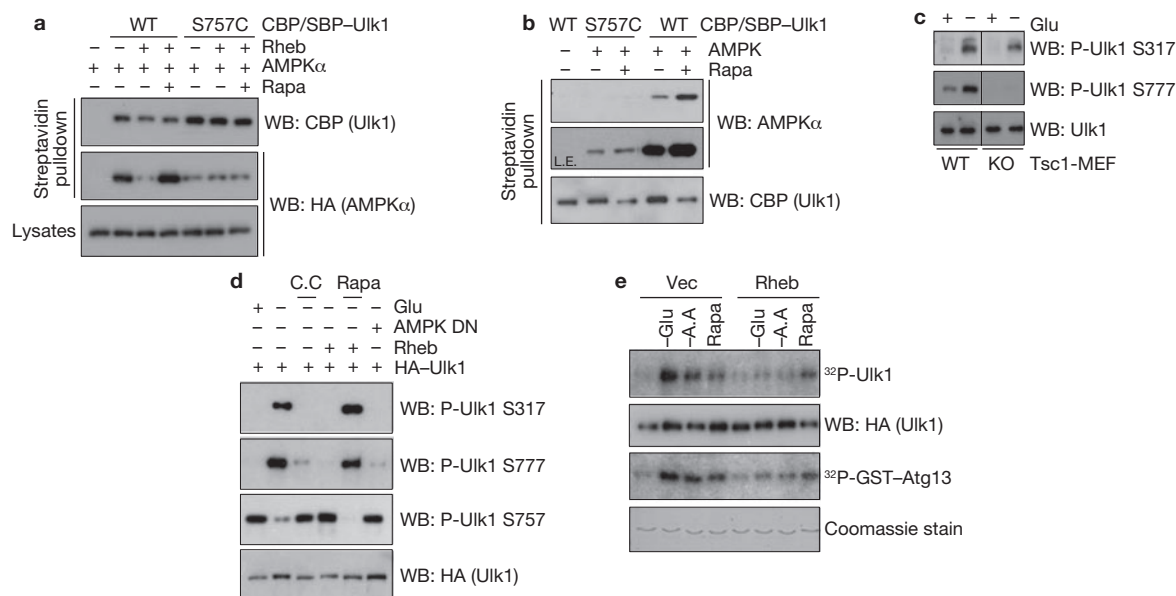 a
WT S757C CBP/SBP–Ulk1
– – + + – + + Rheb
+ + + + + + + AMPKα
– – – + – – + Rapa
Streptavidin pulldown
WB: CBP (Ulk1)
WB: HA (AMPKα)
Lysates
b
WT S757C WT CBP/SBP–Ulk1
– + + + + AMPK
– – + – + Rapa
Streptavidin pulldown
WB: AMPKα
L.E.
WB: CBP (Ulk1)
c
+ – + – Glu
WB: P-Ulk1 S317
WB: P-Ulk1 S777
WB: Ulk1
WT KO Tsc1-MEF
d
C.C Rapa
+ – – – – – Glu
– – – – – + AMPK DN
– – – + + – Rheb
+ + + + + + HA–Ulk1
WB: P-Ulk1 S317
WB: P-Ulk1 S777
WB: P-Ulk1 S757
WB: HA (Ulk1)
e
Vec Rheb
–Glu –A.A Rapa –Glu –A.A Rapa
³²P-Ulk1
WB: HA (Ulk1)
³²P-GST–Atg13
Coomassie stain